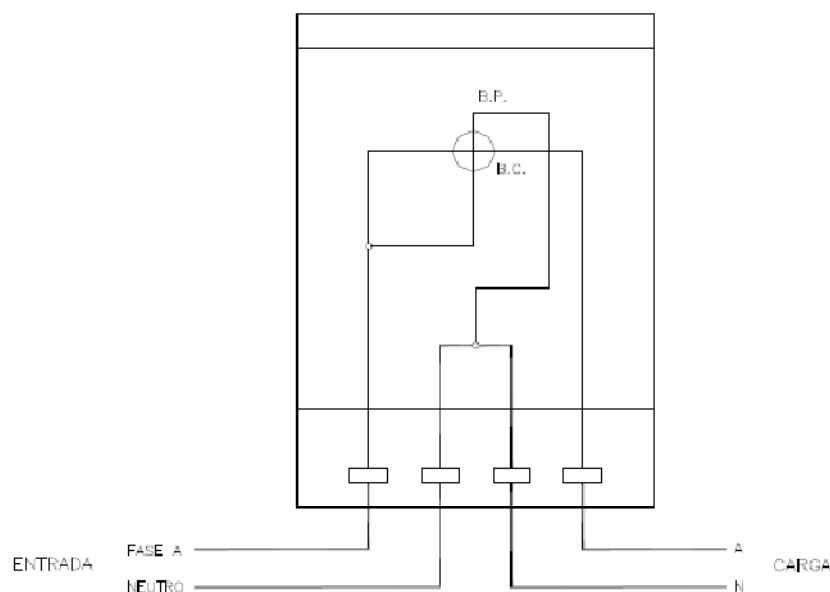 B.P.
B.C.
FASE A
A
ENTRADA
CARGA
NEUTRO
N